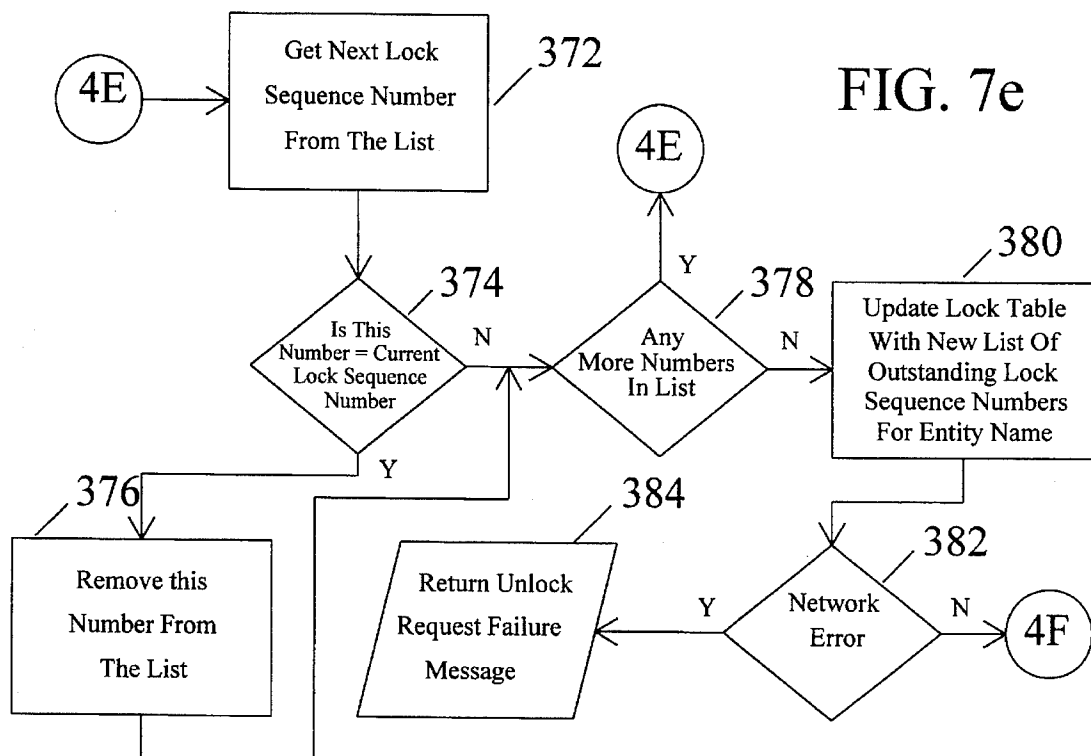 FIG. 7e
4E
Get Next Lock
Sequence Number
From The List
372
4E
Is This
Number = Current
Lock Sequence
Number
374
N
Y
Any
More Numbers
In List
378
Y
N
Update Lock Table
With New List Of
Outstanding Lock
Sequence Numbers
For Entity Name
380
Remove this
Number From
The List
376
Return Unlock
Request Failure
Message
384
Network
Error
382
Y
N
4F